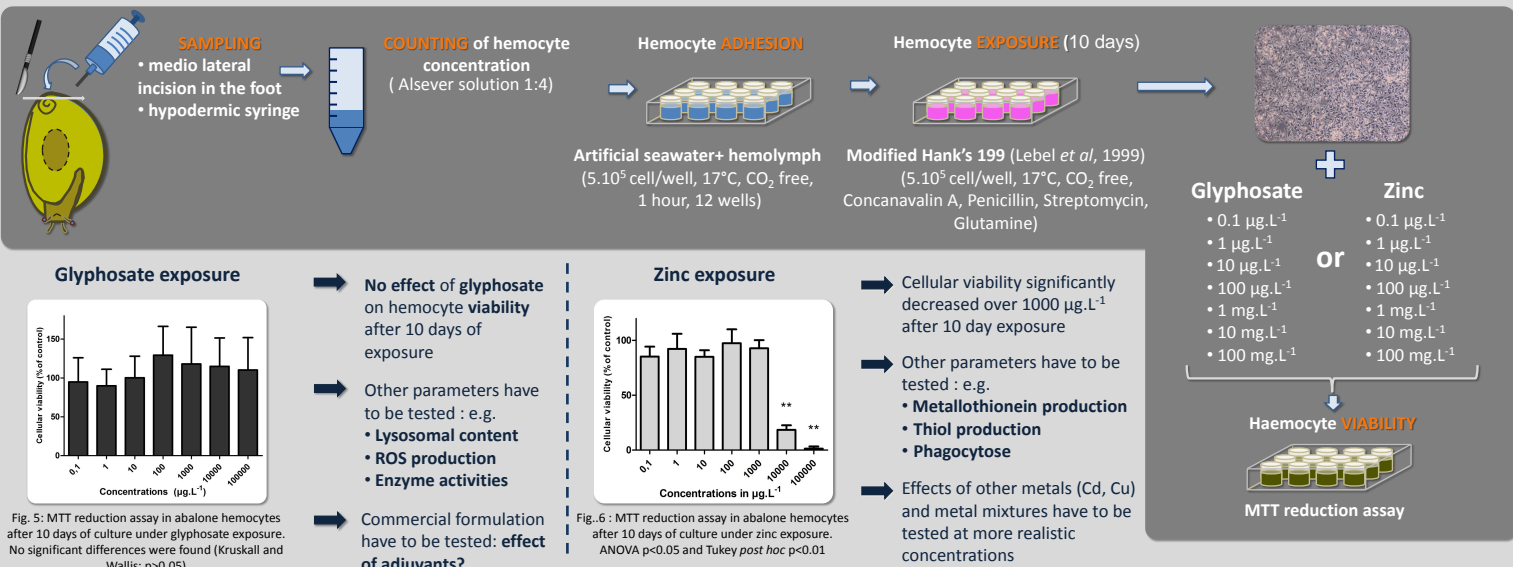 SAMPLING
• medio lateral
incision in the foot
• hypodermic syringe
COUNTING of hemocyte
concentration
( Alsever solution 1:4)
Hemocyte ADHESION
Artificial seawater+ hemolymph
(5.10⁵ cell/well, 17°C, CO₂ free,
1 hour, 12 wells)
Hemocyte EXPOSURE (10 days)
Modified Hank's 199 (Lebel et al, 1999)
(5.10⁵ cell/well, 17°C, CO₂ free,
Concanavalin A, Penicillin, Streptomycin,
Glutamine)
Glyphosate
• 0.1 µg.L⁻¹
• 1 µg.L⁻¹
• 10 µg.L⁻¹
• 100 µg.L⁻¹
• 1 mg.L⁻¹
• 10 mg.L⁻¹
• 100 mg.L⁻¹
or
Zinc
• 0.1 µg.L⁻¹
• 1 µg.L⁻¹
• 10 µg.L⁻¹
• 100 µg.L⁻¹
• 1 mg.L⁻¹
• 10 mg.L⁻¹
• 100 mg.L⁻¹
Haemocyte VIABILITY
MTT reduction assay
Glyphosate exposure
Cellular viability (% of control)
150
100
50
0
0,1
1
10
100
1000
10000
100000
Concentrations (µg.L⁻¹)
Fig. 5: MTT reduction assay in abalone hemocytes
after 10 days of culture under glyphosate exposure.
No significant differences were found (Kruskall and
Wallis: p>0.05)
No effect of glyphosate
on hemocyte viability
after 10 days of
exposure
Other parameters have
to be tested : e.g.
• Lysosomal content
• ROS production
• Enzyme activities
Commercial formulation
have to be tested: effect
of adjuvants?
Zinc exposure
Cellular viability (% of control)
100
50
0
**
**
0,1
1
10
100
1000
10000
100000
Concentrations in µg.L⁻¹
Fig..6 : MTT reduction assay in abalone hemocytes
after 10 days of culture under zinc exposure.
ANOVA p<0.05 and Tukey post hoc p<0.01
Cellular viability significantly
decreased over 1000 µg.L⁻¹
after 10 day exposure
Other parameters have to be
tested : e.g.
• Metallothionein production
• Thiol production
• Phagocytose
Effects of other metals (Cd, Cu)
and metal mixtures have to be
tested at more realistic
concentrations